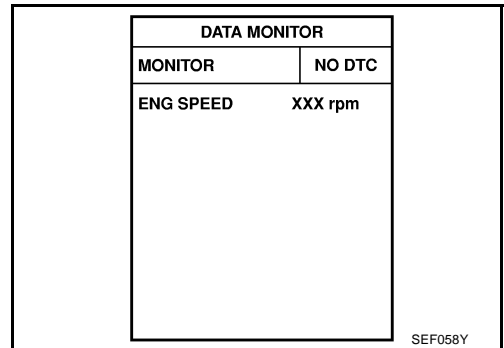 DATA MONITOR
MONITOR NO DTC
ENG SPEED XXX rpm
SEF058Y